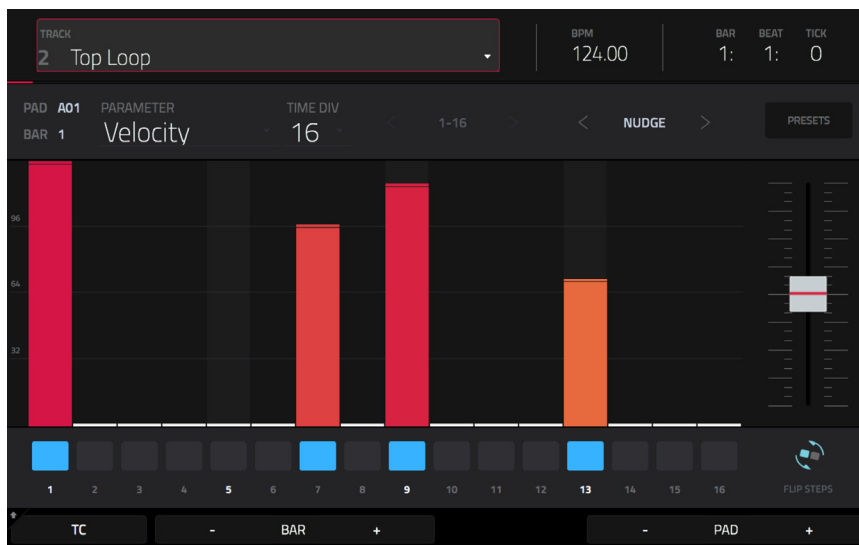 TRACK
2 Top Loop
BPM
124.00
BAR BEAT TICK
1: 1: 0
PAD A01
BAR 1
PARAMETER
Velocity
TIME DIV
16
1-16
NUDGE
PRESETS
96
64
32
1 2 3 4 5 6 7 8 9 10 11 12 13 14 15 16
FLIP STEPS
TC - BAR + - PAD +